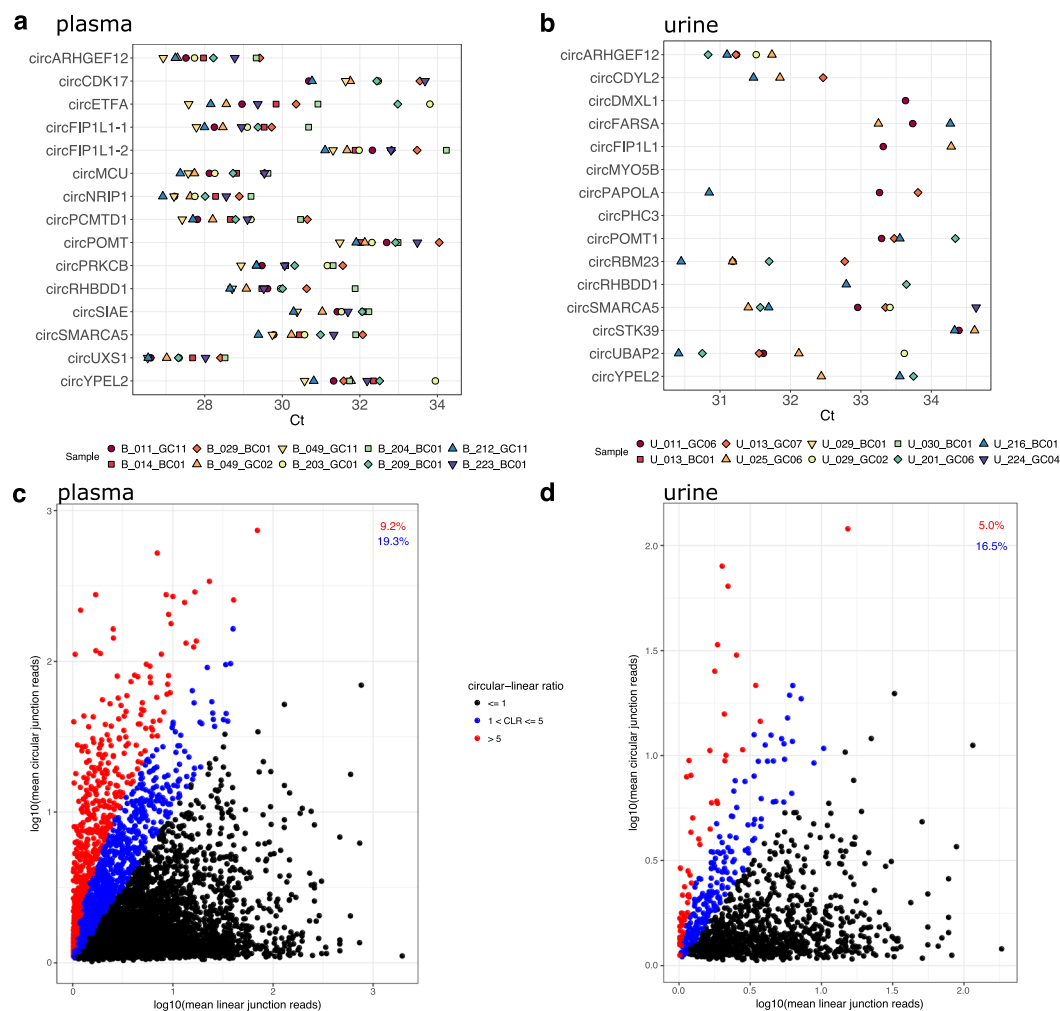 a plasma
circARHGEF12
circCDK17
circETFA
circFIP1L1-1
circFIP1L1-2
circMCU
circNRIP1
circPCMTD1
circPOMT
circPRKCB
circRHBDD1
circSIAE
circSMARCA5
circUXS1
circYPEL2
28 30 32 34
Ct
Sample B_011_GC11 B_029_BC01 B_049_GC11 B_204_BC01 B_212_GC11
B_014_BC01 B_049_GC02 B_203_GC01 B_209_BC01 B_223_BC01
b urine
circARHGEF12
circCDYL2
circDMXL1
circFARSA
circFIP1L1
circMYO5B
circPAPOLA
circPHC3
circPOMT1
circRBM23
circRHBDD1
circSMARCA5
circSTK39
circUBAP2
circYPEL2
31 32 33 34
Ct
Sample U_011_GC06 U_013_GC07 U_029_BC01 U_030_BC01 U_216_BC01
U_013_BC01 U_025_GC06 U_029_GC02 U_201_GC06 U_224_GC04
c plasma
9.2%
19.3%
3
2
1
0
log10(mean circular junction reads)
0 1 2 3
log10(mean linear junction reads)
circular−linear ratio
<= 1
1 < CLR <= 5
> 5
d urine
5.0%
16.5%
2.0
1.5
1.0
0.5
0.0
log10(mean circular junction reads)
0.0 0.5 1.0 1.5 2.0
log10(mean linear junction reads)